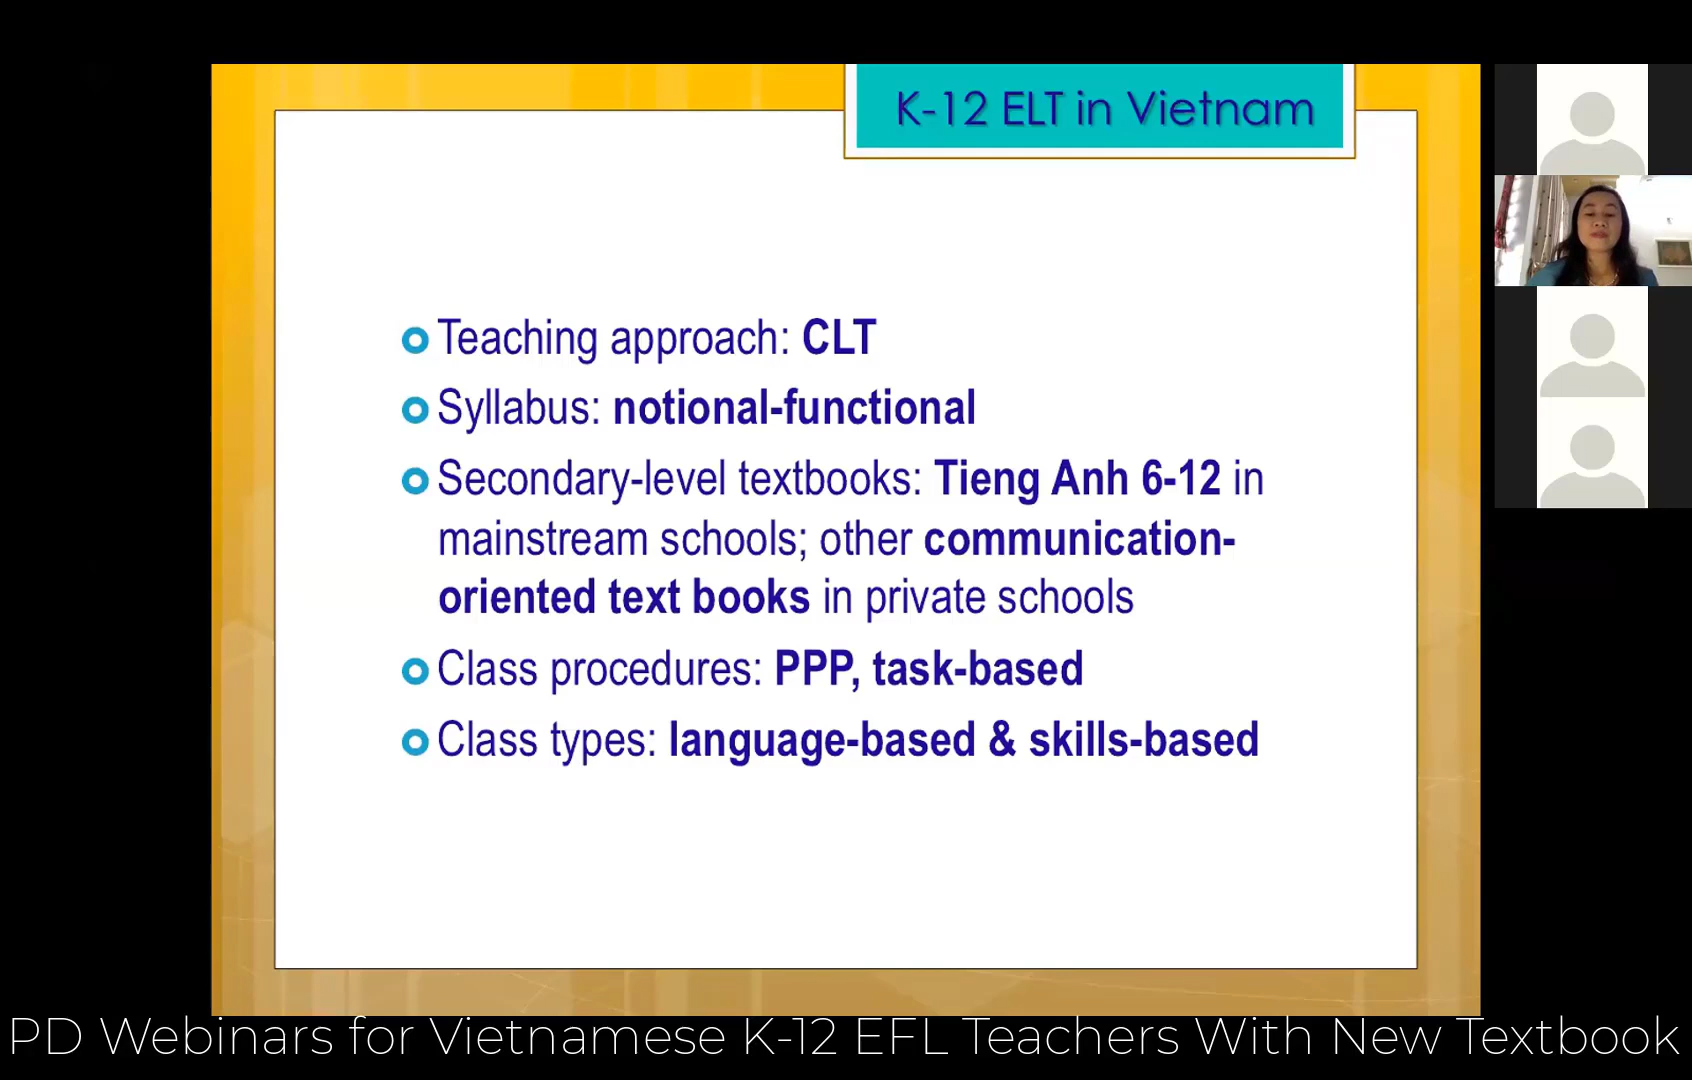 K-12 ELT in Vietnam
Teaching approach: CLT
Syllabus: notional-functional
Secondary-level textbooks: Tieng Anh 6-12 in
mainstream schools; other communication-
oriented text books in private schools
Class procedures: PPP, task-based
Class types: language-based & skills-based
PD Webinars for Vietnamese K-12 EFL Teachers With New Textbook